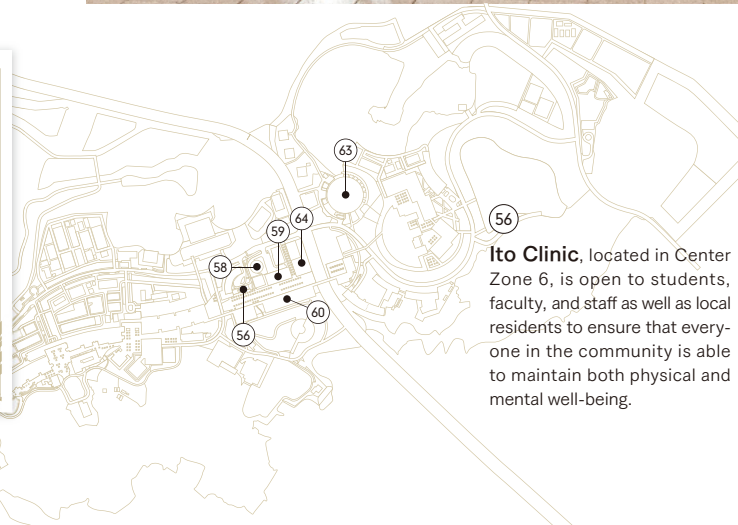 63
64
59
58
56
60
56
Ito Clinic, located in Center
Zone 6, is open to students,
faculty, and staff as well as local
residents to ensure that every-
one in the community is able
to maintain both physical and
mental well-being.